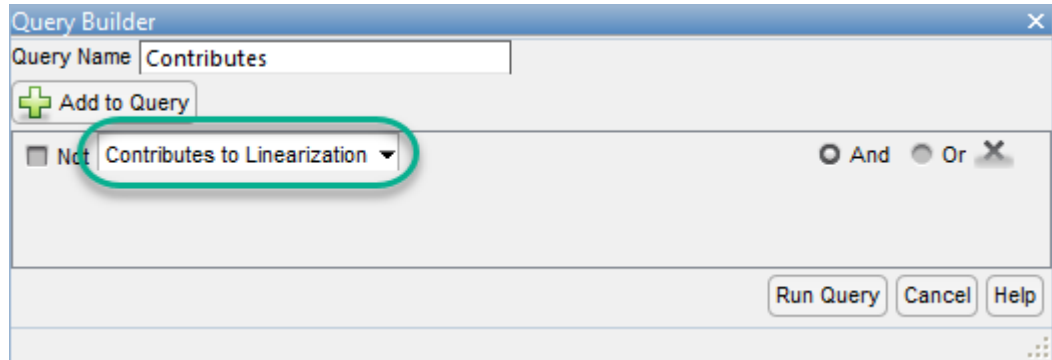 Query Builder
Query Name Contributes
Add to Query
Not Contributes to Linearization And Or
Run Query Cancel Help